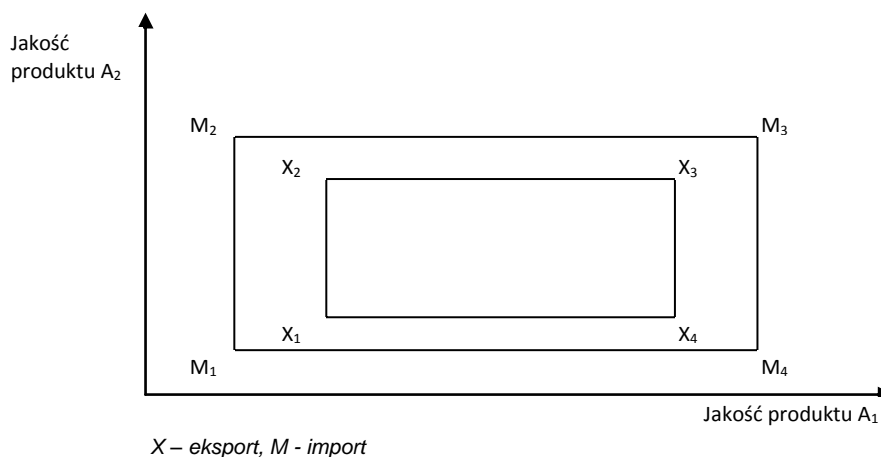 Jakość
produktu A₂
M₂
M₃
X₂
X₃
X₁
X₄
M₁
M₄
Jakość produktu A₁
X – eksport, M - import